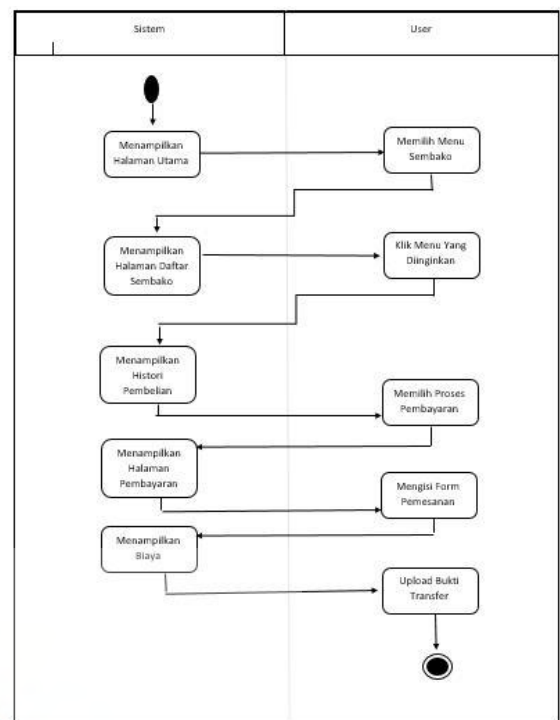 Sistem
User
Menampilkan
Halaman Utama
Memilih Menu
Sembako
Menampilkan
Halaman Daftar
Sembako
Klik Menu Yang
Diinginkan
Menampilkan
Histori
Pembelian
Memilih Proses
Pembayaran
Menampilkan
Halaman
Pembayaran
Mengisi Form
Pemesanan
Menampilkan
Biaya
Upload Bukti
Transfer